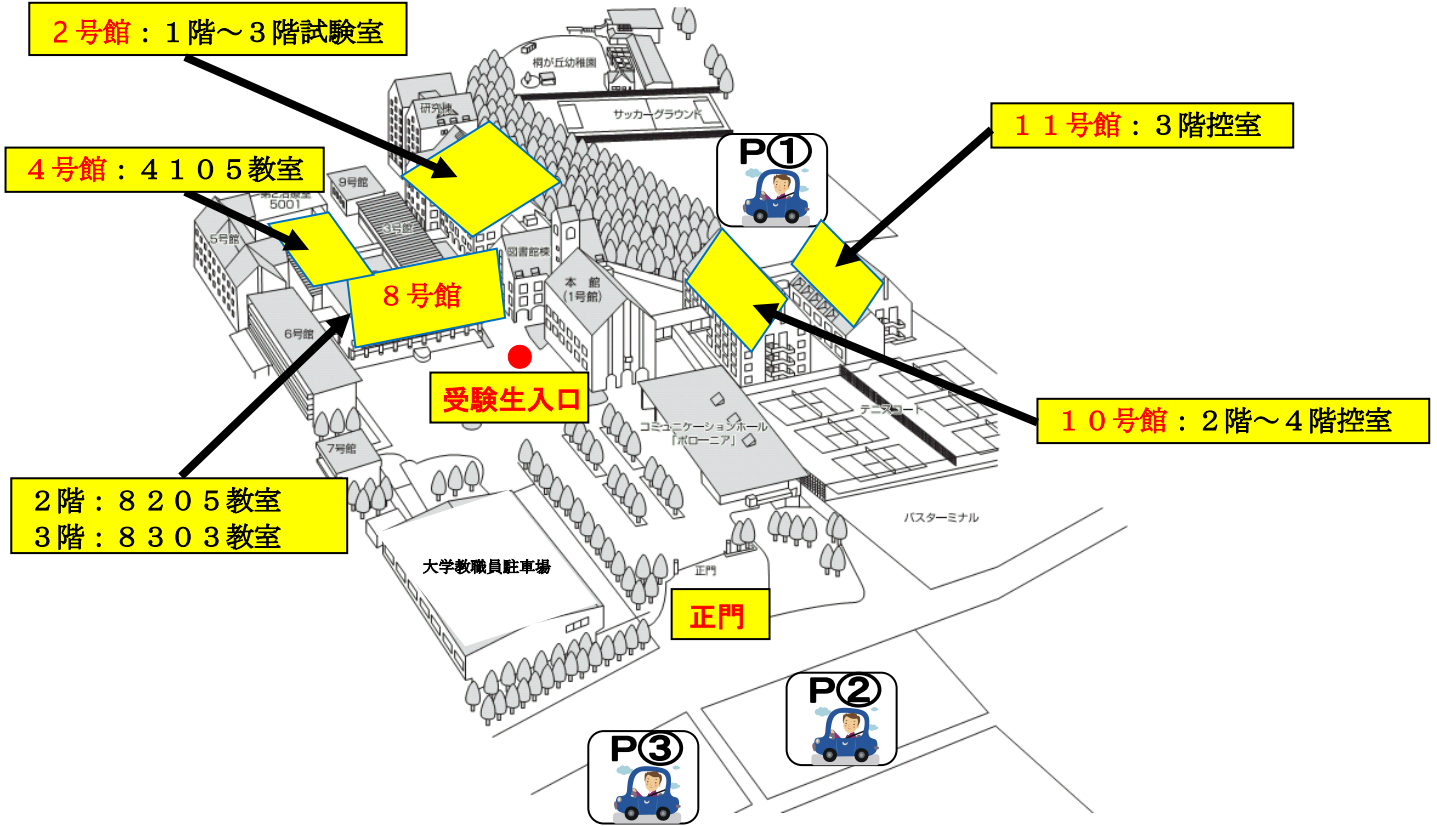 ２号館：１階～３階試験室
桐が丘幼稚園
研究棟
サッカーグラウンド
１１号館：３階控室
P①
４号館：４１０５教室
9号館
5001
5号館
3号館
図書館棟
８号館
本 館
(1号館)
6号館
受験生入口
コミュニケーションホール
「ポローニア」
テニスコート
１０号館：２階～４階控室
7号館
２階：８２０５教室
３階：８３０３教室
バスターミナル
大学教職員駐車場
正門
正門
P②
P③